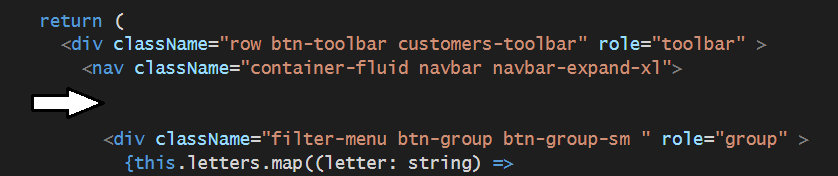 return (
<div className="row btn-toolbar customers-toolbar" role="toolbar" >
<nav className="container-fluid navbar navbar-expand-xl">
<div className="filter-menu btn-group btn-group-sm " role="group" >
{this.letters.map((letter: string) =>